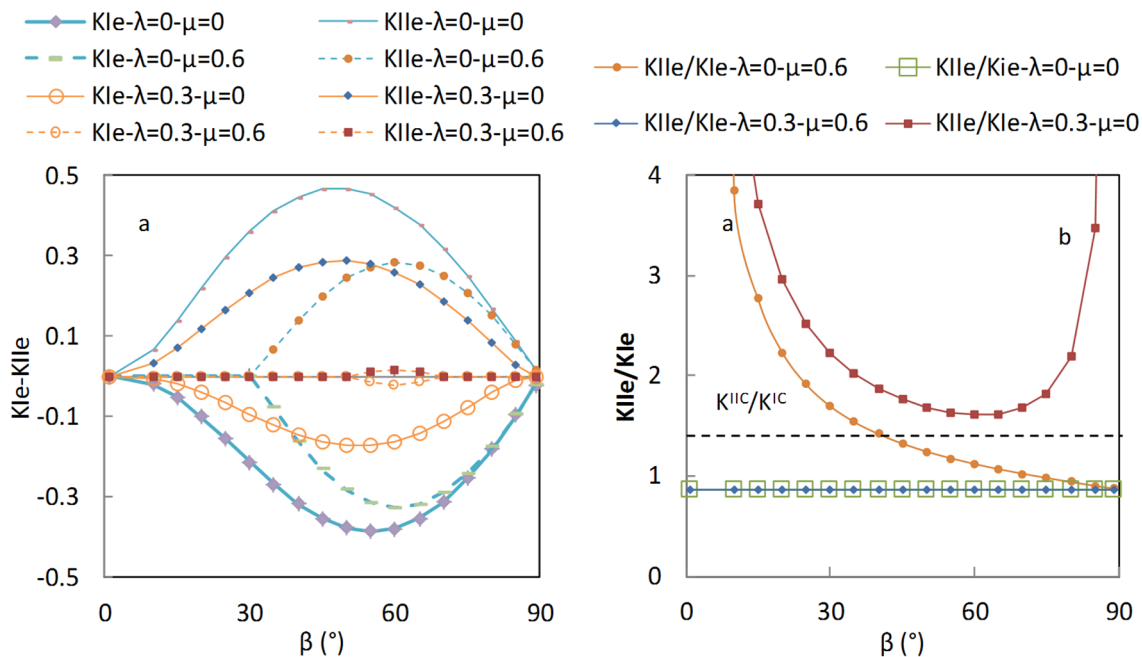 KIe-λ=0-μ=0
KIIe-λ=0-μ=0
KIe-λ=0-μ=0.6
KIIe-λ=0-μ=0.6
KIe-λ=0.3-μ=0
KIIe-λ=0.3-μ=0
KIe-λ=0.3-μ=0.6
KIIe-λ=0.3-μ=0.6
0.5
0.3
0.1
-0.1
-0.3
-0.5
KIe-KIIe
a
0
30
60
90
β (°)
KIIe/KIe-λ=0-μ=0.6
KIIe/Kie-λ=0-μ=0
KIIe/KIe-λ=0.3-μ=0.6
KIIe/KIe-λ=0.3-μ=0
4
3
2
1
0
KIIe/KIe
a
b
KIIC/KIC
0
30
60
90
β (°)